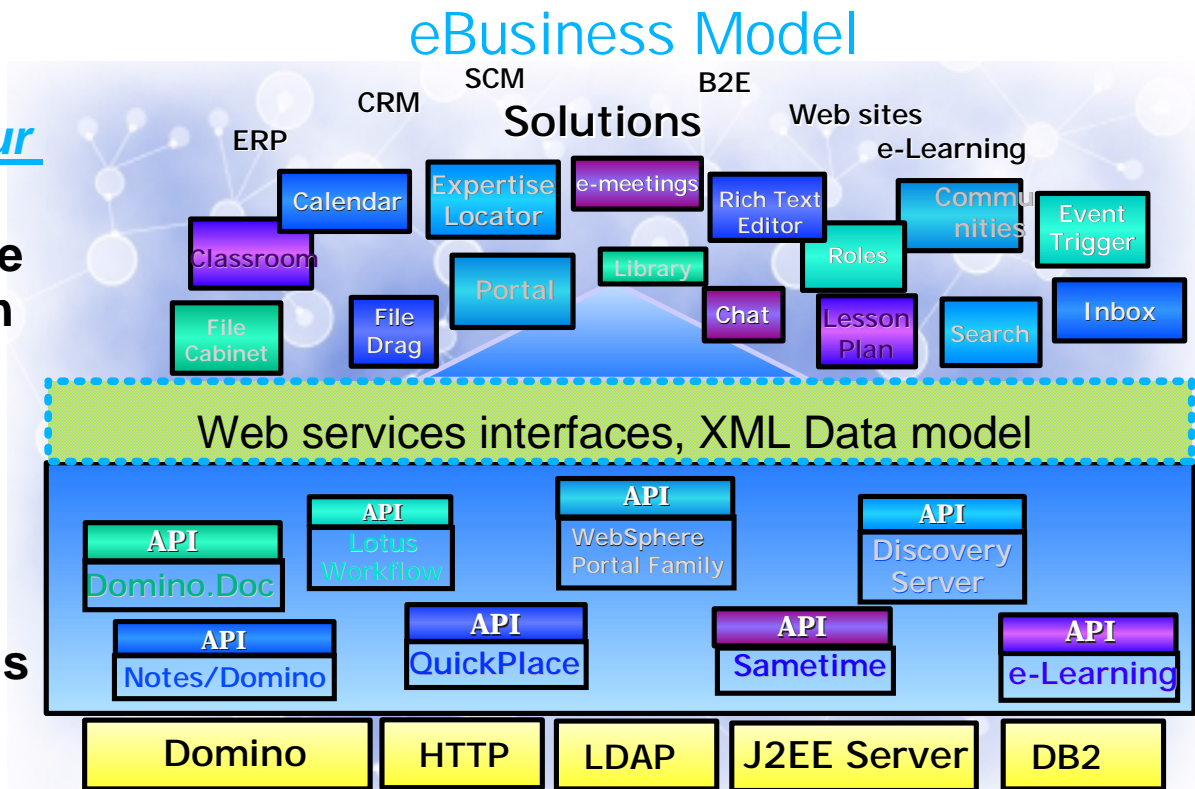 eBusiness Model
SCM
B2E
CRM
Solutions
Web sites
ERP
e-Learning
ur
e
n
s
Calendar
Expertise
Locator
e-meetings
Rich Text
Editor
Commu
nities
Event
Trigger
Classroom
Portal
Library
Roles
File
Cabinet
File
Drag
Chat
Lesson
Plan
Search
Inbox
Web services interfaces, XML Data model
API
Domino.Doc
API
Lotus
Workflow
API
WebSphere
Portal Family
API
Discovery
Server
API
Notes/Domino
API
QuickPlace
API
Sametime
API
e-Learning
Domino
HTTP
LDAP
J2EE Server
DB2